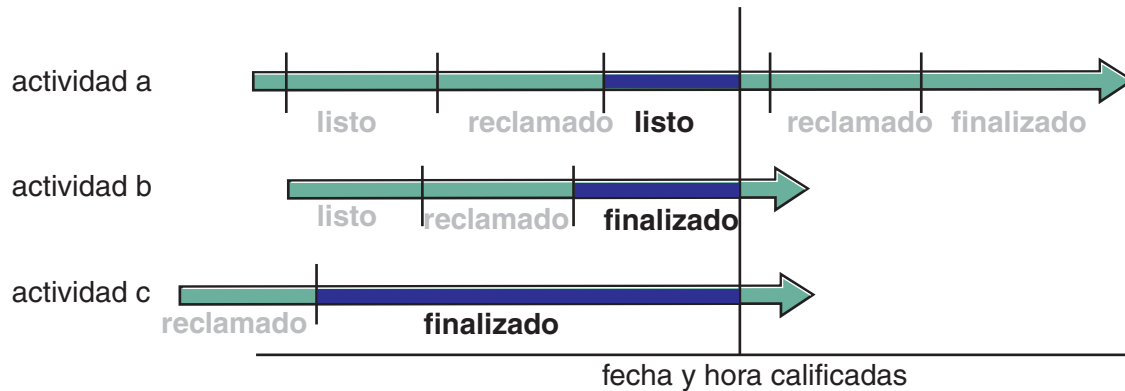 actividad a
listo reclamado listo reclamado finalizado
actividad b
listo reclamado finalizado
actividad c
reclamado finalizado
fecha y hora calificadas